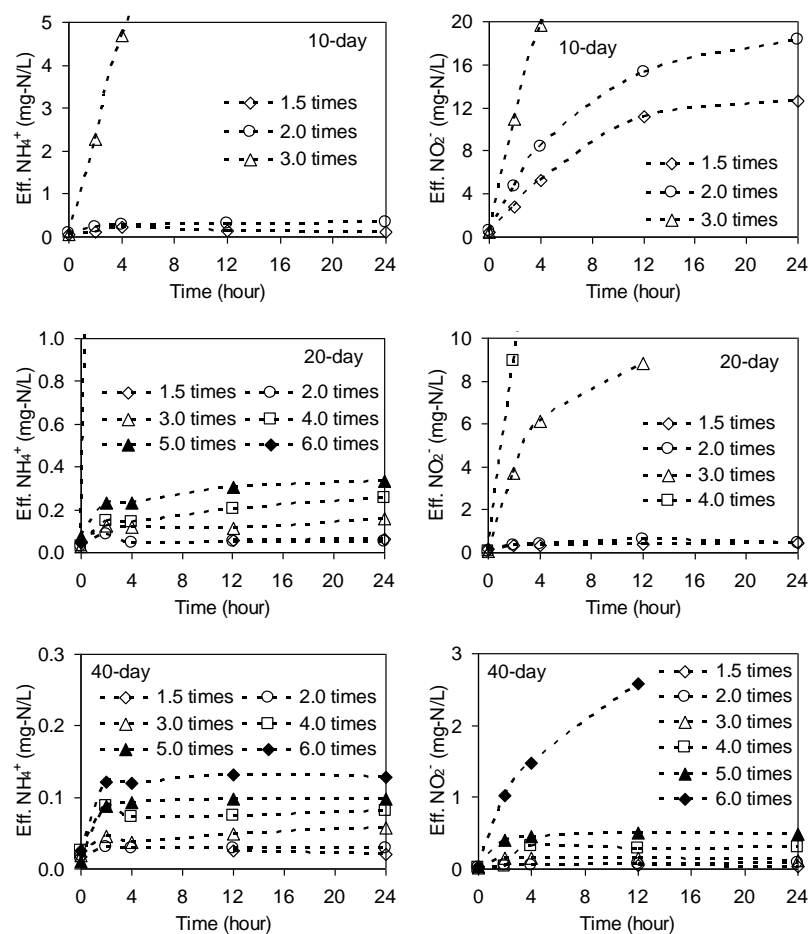 5
4
3
2
1
0
Eff. NH₄⁺ (mg-N/L)
10-day
1.5 times
2.0 times
3.0 times
0 4 8 12 16 20 24
Time (hour)
20
16
12
8
4
0
Eff. NO₂⁻ (mg-N/L)
10-day
1.5 times
2.0 times
3.0 times
0 4 8 12 16 20 24
Time (hour)
1.0
0.8
0.6
0.4
0.2
0.0
Eff. NH₄⁺ (mg-N/L)
20-day
1.5 times 2.0 times
3.0 times 4.0 times
5.0 times 6.0 times
0 4 8 12 16 20 24
Time (hour)
10
8
6
4
2
0
Eff. NO₂⁻ (mg-N/L)
20-day
1.5 times
2.0 times
3.0 times
4.0 times
0 4 8 12 16 20 24
Time (hour)
0.3
0.2
0.1
0.0
Eff. NH₄⁺ (mg-N/L)
40-day
1.5 times 2.0 times
3.0 times 4.0 times
5.0 times 6.0 times
0 4 8 12 16 20 24
Time (hour)
3
2
1
0
Eff. NO₂⁻ (mg-N/L)
40-day
1.5 times
2.0 times
3.0 times
4.0 times
5.0 times
6.0 times
0 4 8 12 16 20 24
Time (hour)